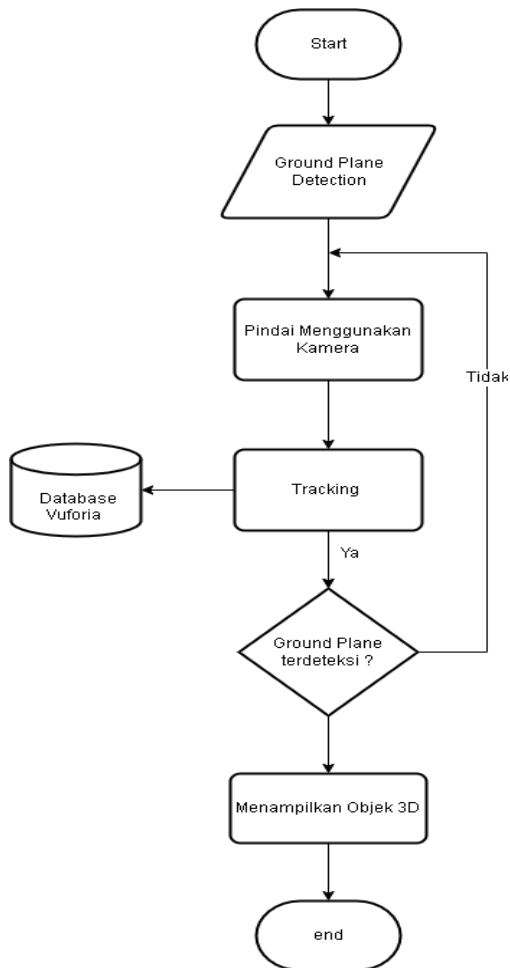 Start
Ground Plane
Detection
Pindai Menggunakan
Kamera
Tidak
Tracking
Database
Vuforia
Ya
Ground Plane
terdeteksi ?
Menampilkan Objek 3D
end